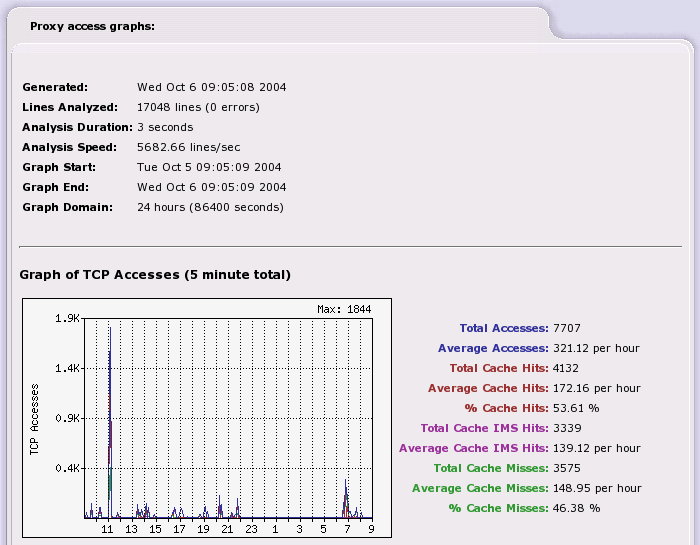 Proxy access graphs:
Generated: Wed Oct 6 09:05:08 2004
Lines Analyzed: 17048 lines (0 errors)
Analysis Duration: 3 seconds
Analysis Speed: 5682.66 lines/sec
Graph Start: Tue Oct 5 09:05:09 2004
Graph End: Wed Oct 6 09:05:09 2004
Graph Domain: 24 hours (86400 seconds)
Graph of TCP Accesses (5 minute total)
Max: 1844
1.9K
1.4K
0.9K
0.4K
TCP Accesses
11 13 15 17 19 21 23 1 3 5 7 9
Total Accesses: 7707
Average Accesses: 321.12 per hour
Total Cache Hits: 4132
Average Cache Hits: 172.16 per hour
% Cache Hits: 53.61 %
Total Cache IMS Hits: 3339
Average Cache IMS Hits: 139.12 per hour
Total Cache Misses: 3575
Average Cache Misses: 148.95 per hour
% Cache Misses: 46.38 %